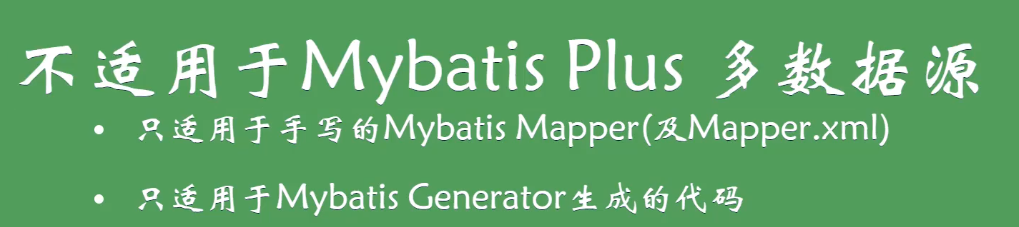 不适用于Mybatis Plus 多数据源
• 只适用于手写的Mybatis Mapper(及Mapper.xml)
• 只适用于Mybatis Generator生成的代码